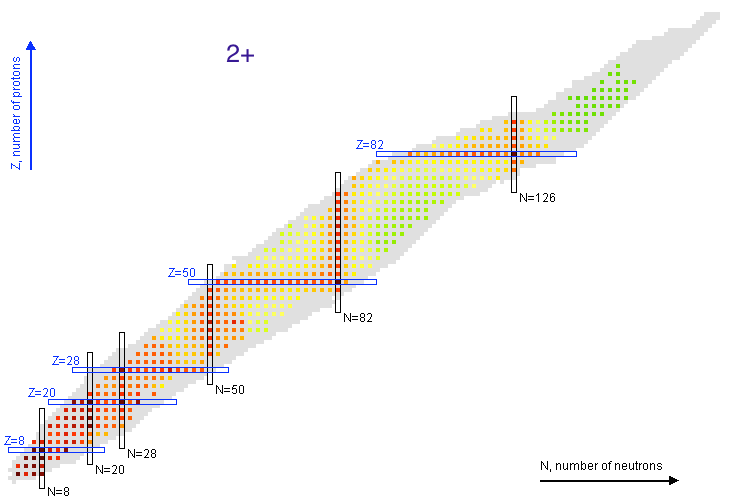 2+
Z, number of protons
Z=82
N=126
Z=50
N=82
Z=28
N=50
Z=20
N=28
Z=8
N=20
N, number of neutrons
N=8